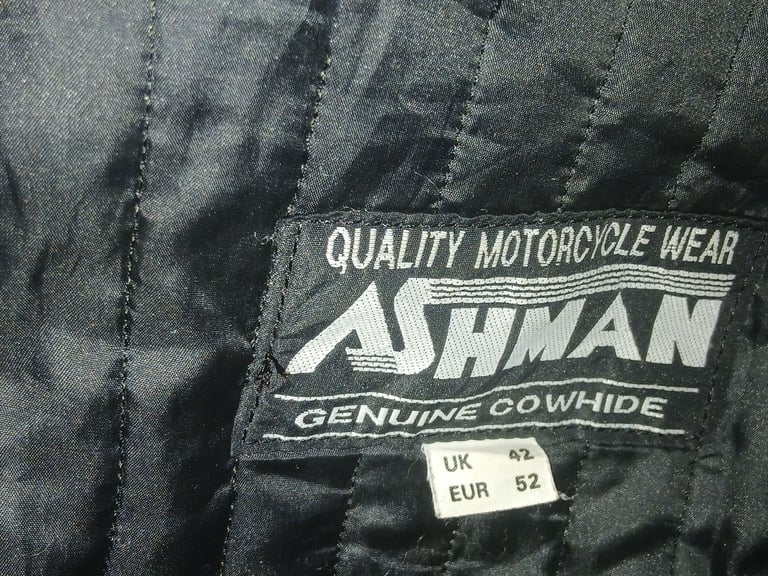 QUALITY MOTORCYCLE WEAR
ASHMAN
GENUINE COWHIDE
UK 42
EUR 52